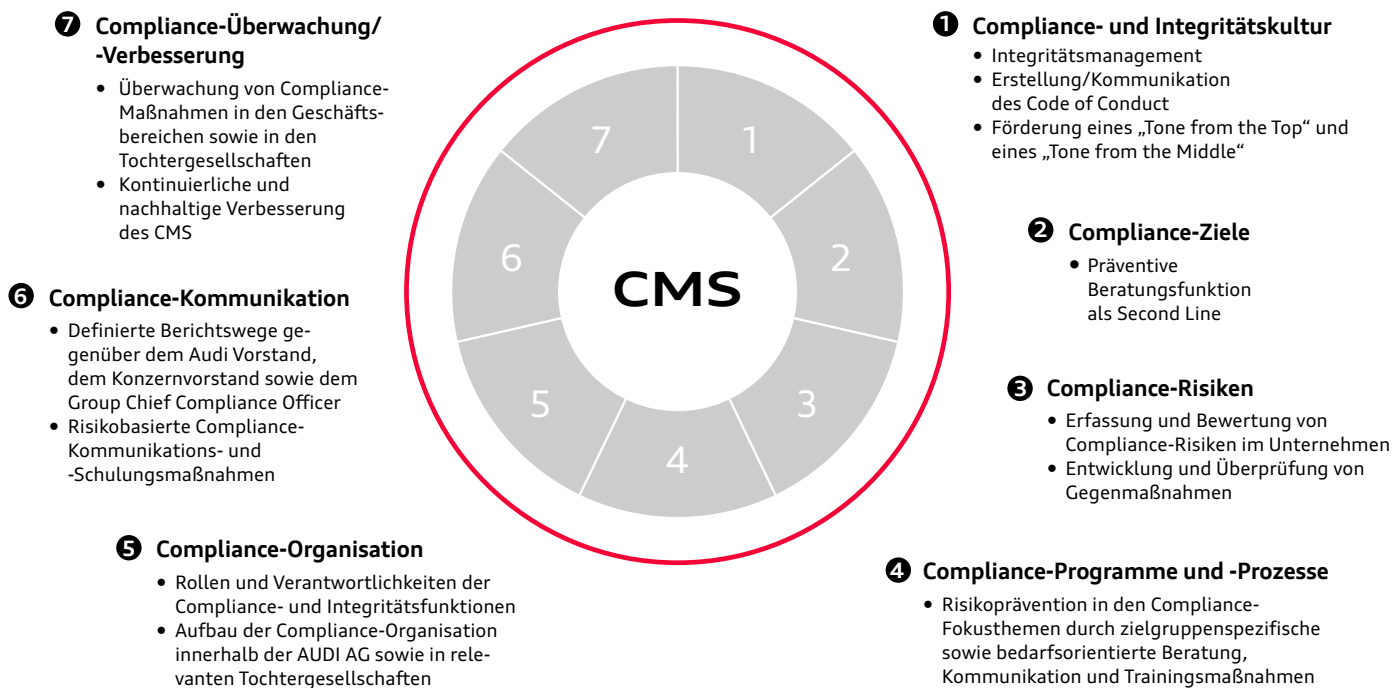 ❶ Compliance- und Integritätskultur
• Integritätsmanagement
• Erstellung/Kommunikation
des Code of Conduct
• Förderung eines „Tone from the Top“ und
eines „Tone from the Middle“
❷ Compliance-Ziele
• Präventive
Beratungsfunktion
als Second Line
❸ Compliance-Risiken
• Erfassung und Bewertung von
Compliance-Risiken im Unternehmen
• Entwicklung und Überprüfung von
Gegenmaßnahmen
❹ Compliance-Programme und -Prozesse
• Risikoprävention in den Compliance-
Fokusthemen durch zielgruppenspezifische
sowie bedarfsorientierte Beratung,
Kommunikation und Trainingsmaßnahmen
❺ Compliance-Organisation
• Rollen und Verantwortlichkeiten der
Compliance- und Integritätsfunktionen
• Aufbau der Compliance-Organisation
innerhalb der AUDI AG sowie in rele-
vanten Tochtergesellschaften
❻ Compliance-Kommunikation
• Definierte Berichtswege ge-
genüber dem Audi Vorstand,
dem Konzernvorstand sowie dem
Group Chief Compliance Officer
• Risikobasierte Compliance-
Kommunikations- und
-Schulungsmaßnahmen
❼ Compliance-Überwachung/
-Verbesserung
• Überwachung von Compliance-
Maßnahmen in den Geschäfts-
bereichen sowie in den
Tochtergesellschaften
• Kontinuierliche und
nachhaltige Verbesserung
des CMS
1
2
3
4
5
6
7
CMS